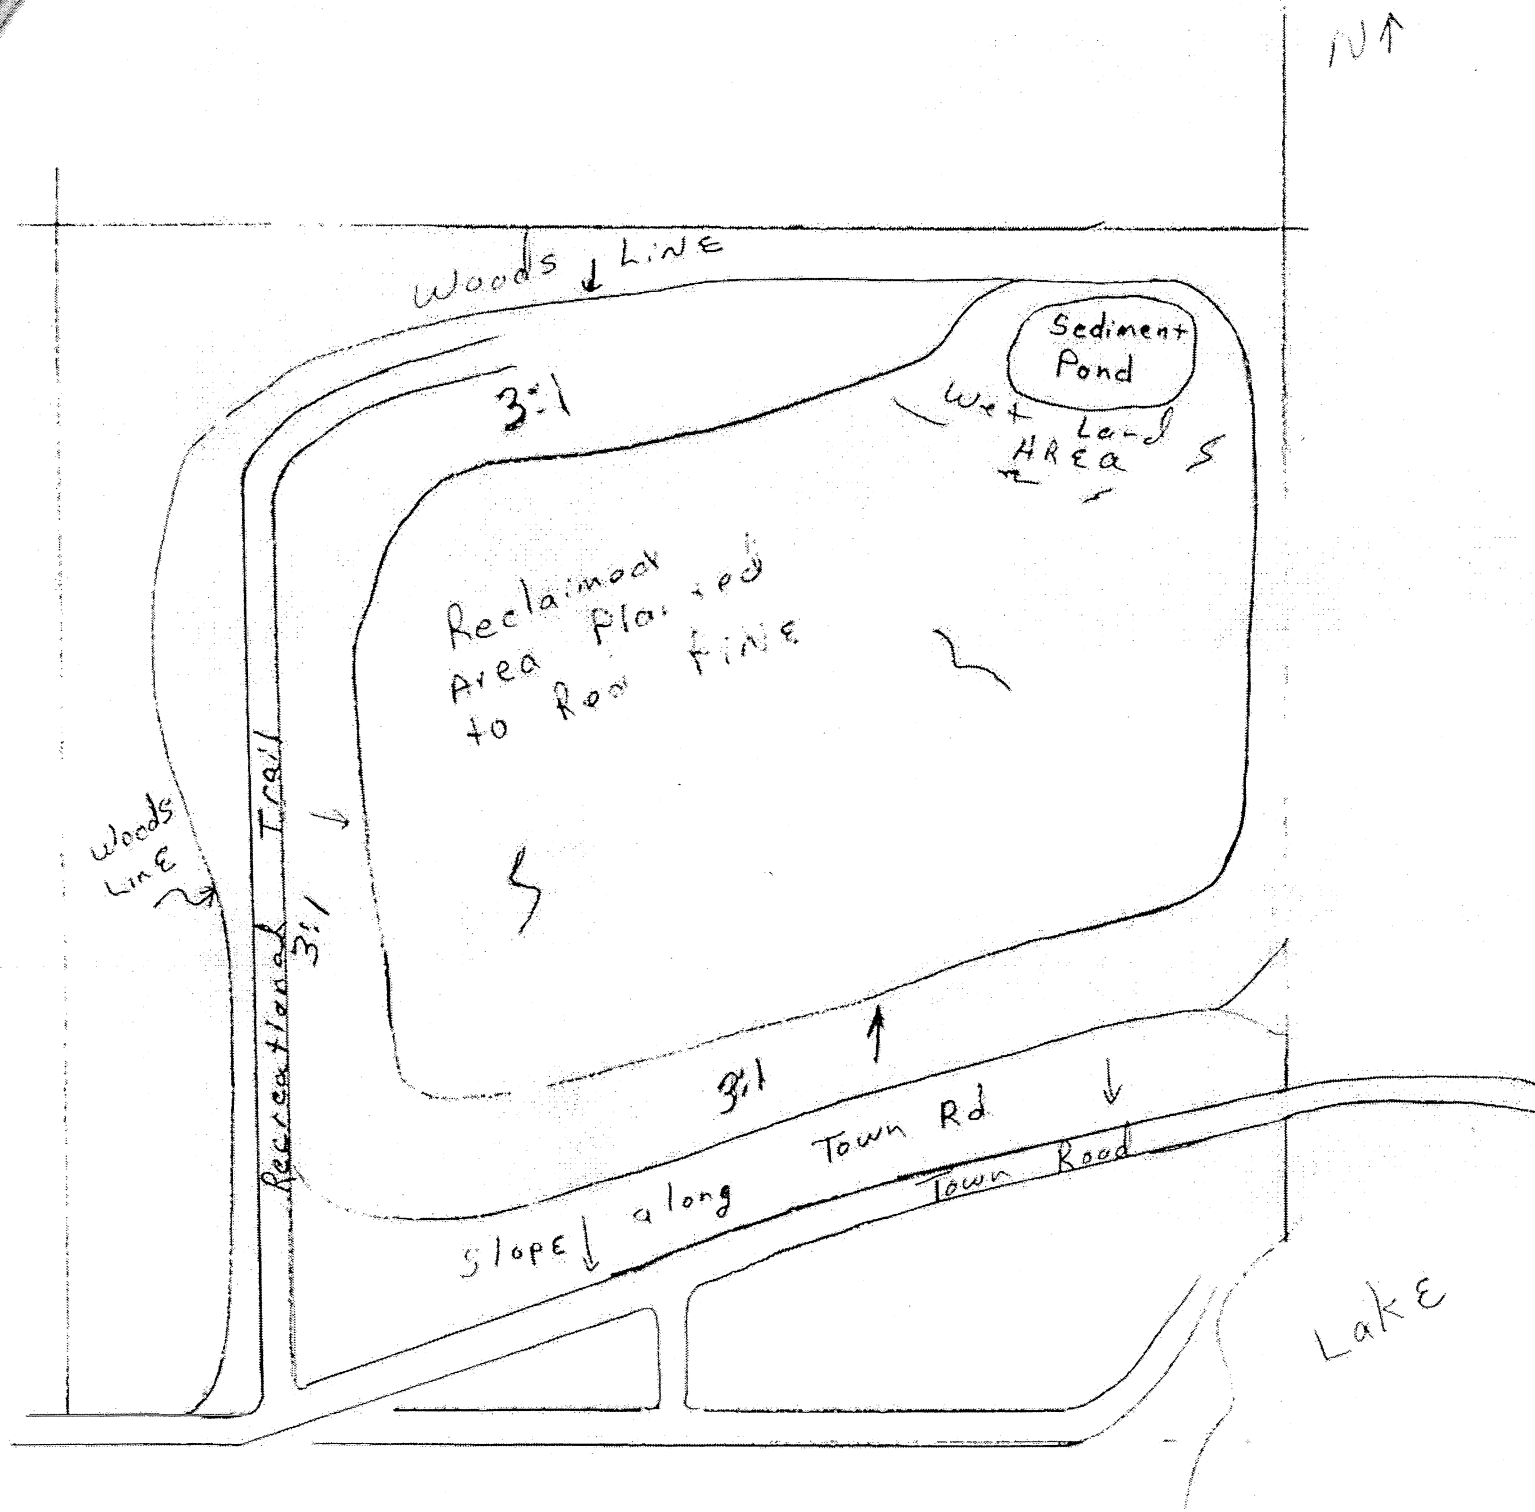 N
Woods LiNE
Sediment
Pond
Wet Land
AREa
3:1
Reclaimed
Area Planted
to Red PiNE
Woods
LinE
Recreational Trail
3:1
3:1
Town Rd
Slope along
Town Road
LakE